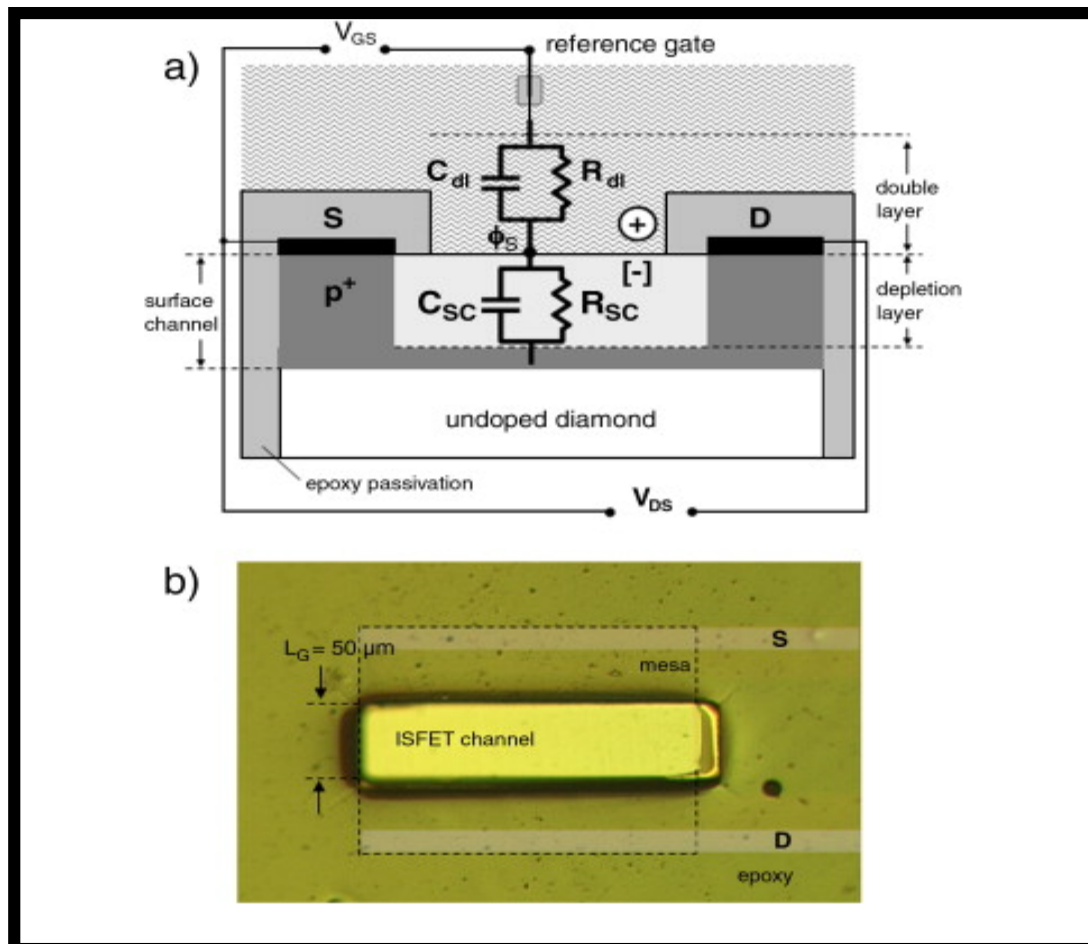 a)
V_GS
reference gate
C_dl
R_dl
double
layer
S
D
ϕ_S
[-]
+
p⁺
surface
channel
C_SC
R_SC
depletion
layer
undoped diamond
epoxy passivation
V_DS
b)
S
L_G = 50 µm
mesa
ISFET channel
D
epoxy